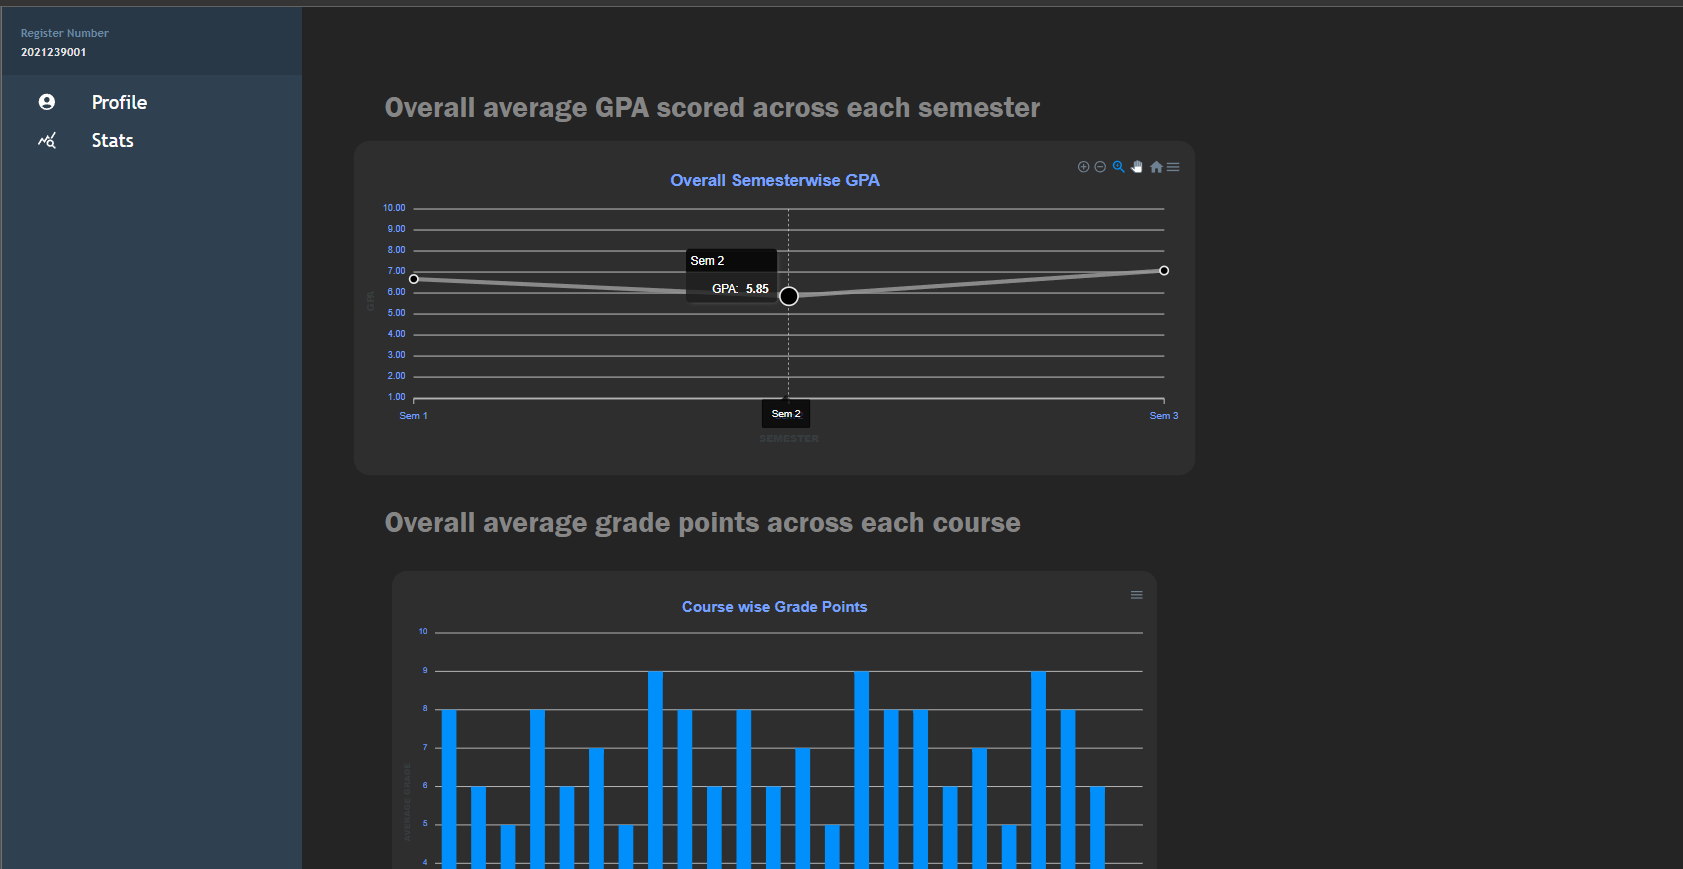 Register Number
2021239001
Profile
Stats
Overall average GPA scored across each semester
Overall Semesterwise GPA
10.00
9.00
8.00
7.00
6.00
5.00
4.00
3.00
2.00
1.00
GPA
Sem 2
GPA: 5.85
Sem 1
Sem 2
Sem 3
SEMESTER
Overall average grade points across each course
Course wise Grade Points
10
9
8
7
6
5
4
AVERAGE GRADE